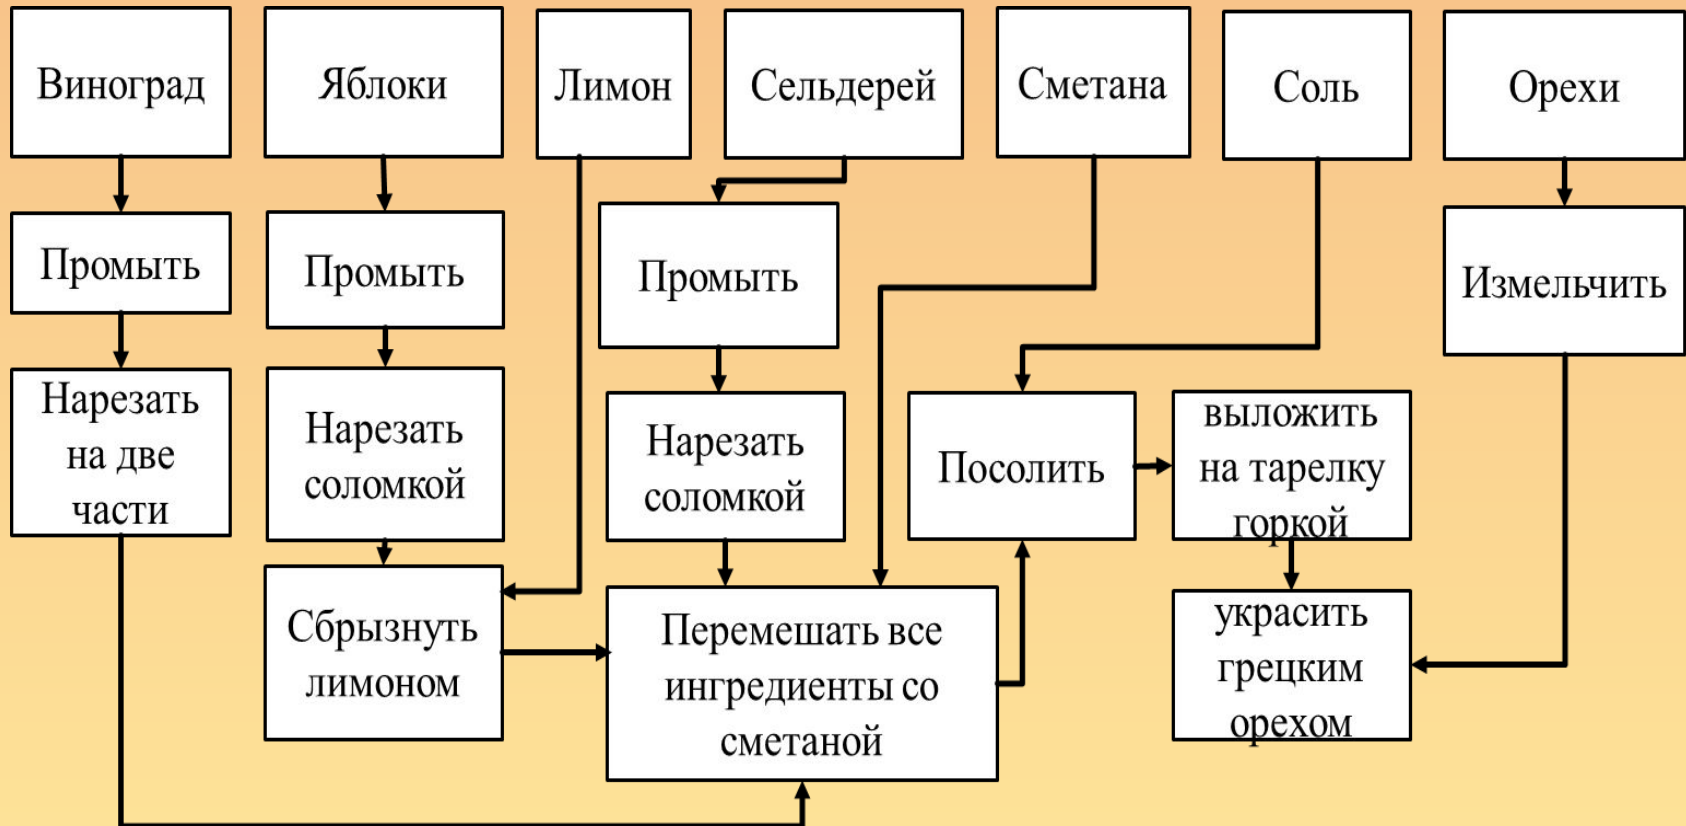 Виноград
Яблоки
Лимон
Сельдерей
Сметана
Соль
Орехи
Промыть
Промыть
Промыть
Измельчить
Нарезать
на две
части
Нарезать
соломкой
Нарезать
соломкой
Посолить
выложить
на тарелку
горкой
Сбрызнуть
лимоном
Перемешать все
ингредиенты со
сметаной
украсить
грецким
орехом